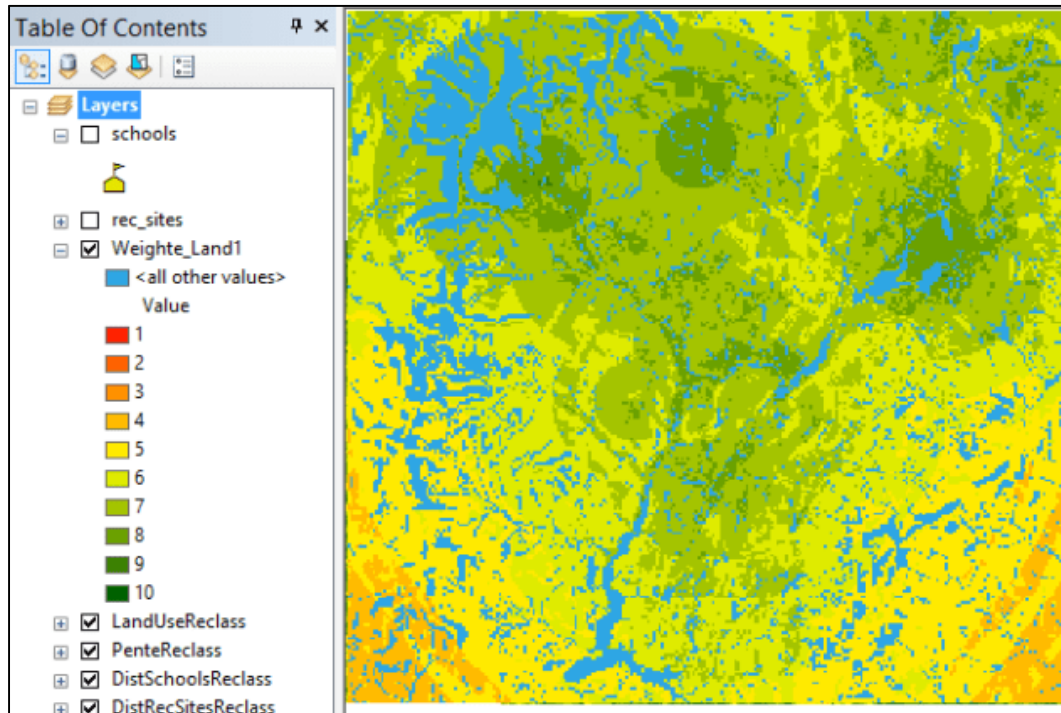 Table Of Contents
Layers
schools
rec_sites
Weighte_Land1
<all other values>
Value
1
2
3
4
5
6
7
8
9
10
LandUseReclass
PenteReclass
DistSchoolsReclass
DistRecSitesReclass